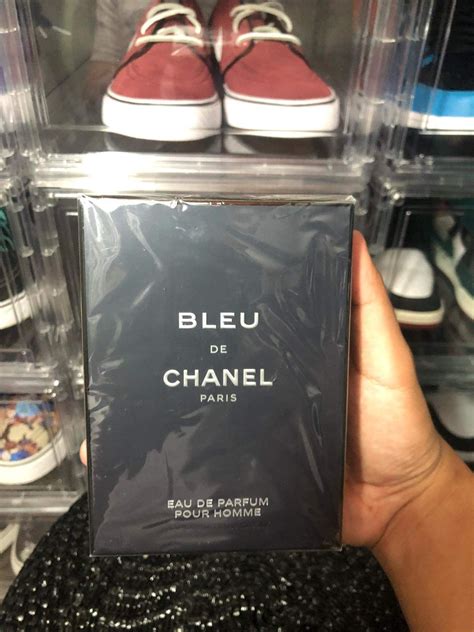 BLEU
DE
CHANEL
PARIS
EAU DE PARFUM
POUR HOMME